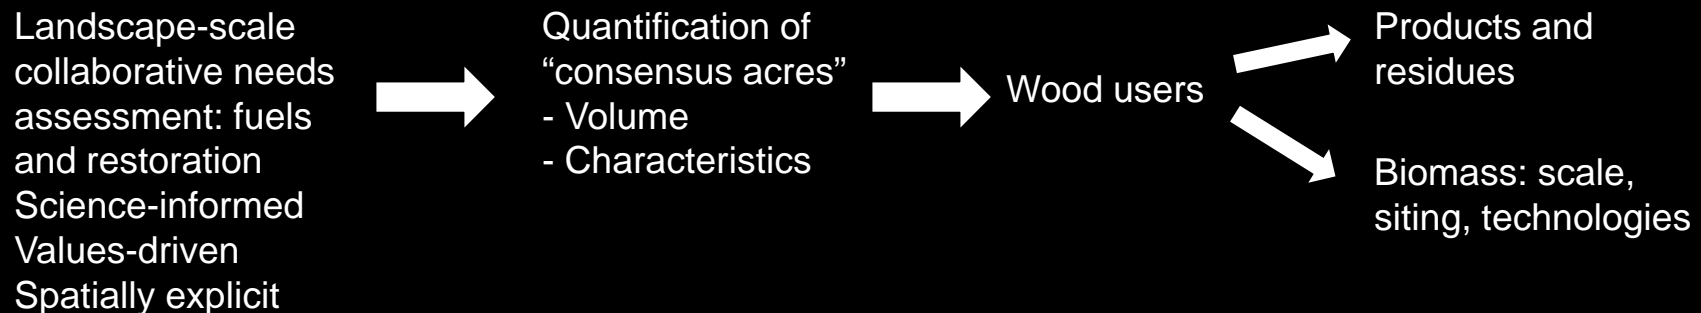 Landscape-scale
collaborative needs
assessment: fuels
and restoration
Science-informed
Values-driven
Spatially explicit
Quantification of
“consensus acres”
- Volume
- Characteristics
Wood users
Products and
residues
Biomass: scale,
siting, technologies